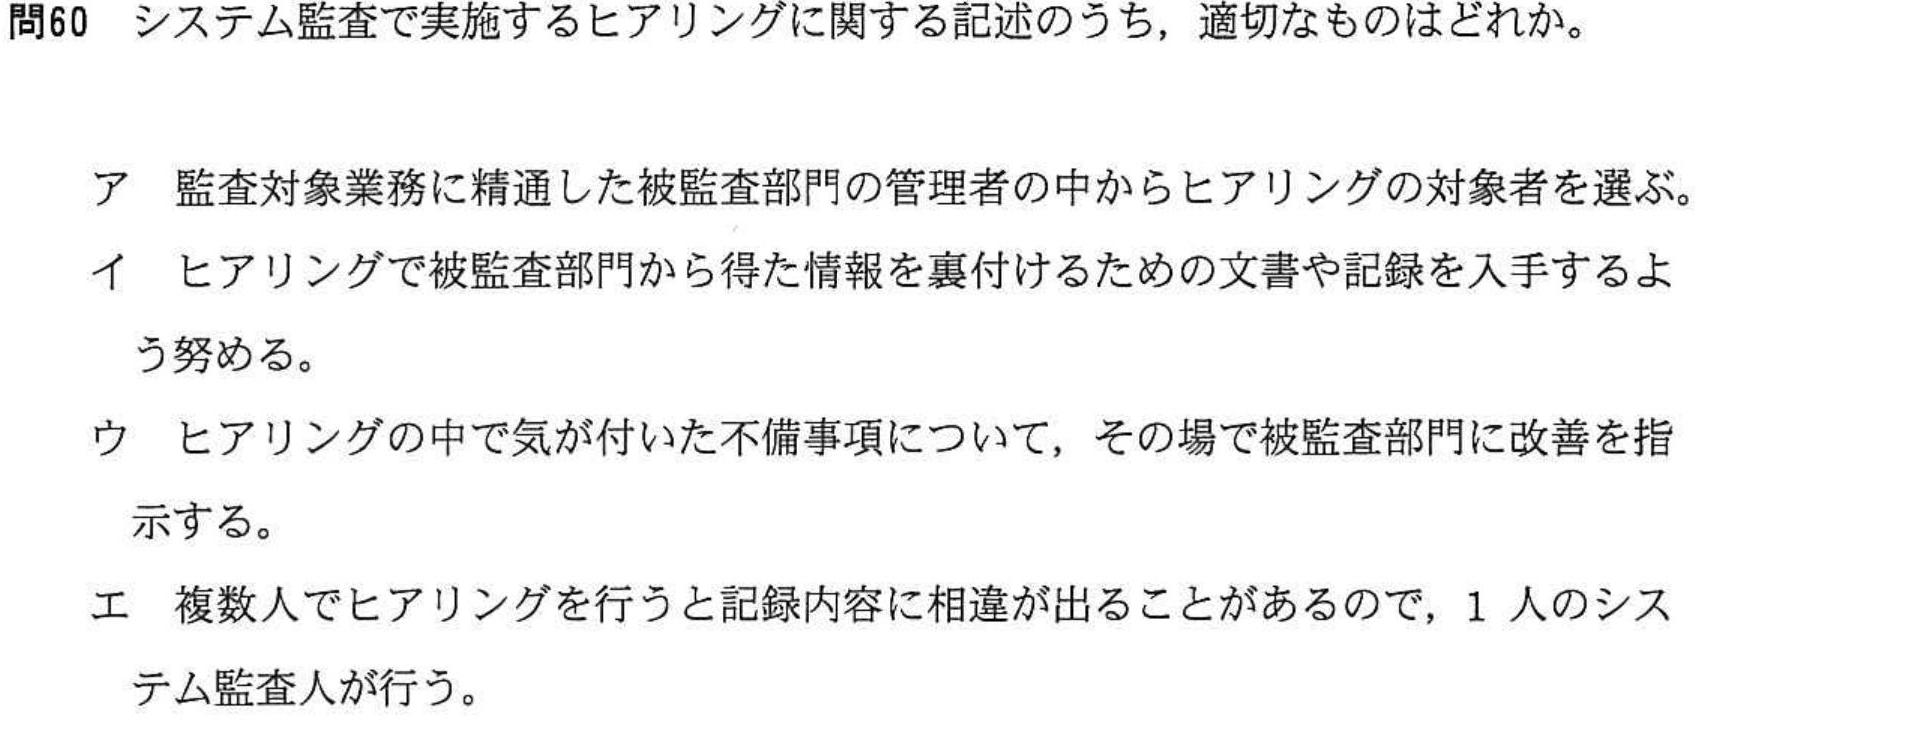 問60 システム監査で実施するヒアリングに関する記述のうち，適切なものはどれか。
ア 監査対象業務に精通した被監査部門の管理者の中からヒアリングの対象者を選ぶ。
イ ヒアリングで被監査部門から得た情報を裏付けるための文書や記録を入手するよ
う努める。
ウ ヒアリングの中で気が付いた不備事項について，その場で被監査部門に改善を指
示する。
エ 複数人でヒアリングを行うと記録内容に相違が出ることがあるので，1 人のシス
テム監査人が行う。